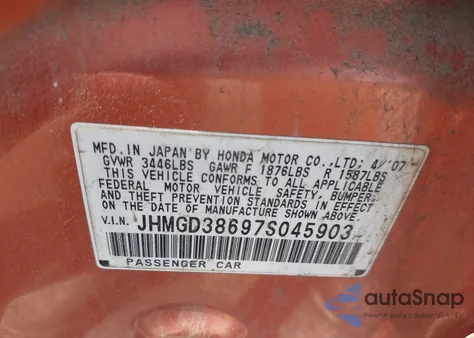 MFD. IN JAPAN BY HONDA MOTOR CO., LTD: 4/'07
GVWR 3446LBS GAWR F 1876LBS R 1587LBS
THIS VEHICLE CONFORMS TO ALL APPLICABLE
FEDERAL MOTOR VEHICLE SAFETY, BUMPER,
AND THEFT PREVENTION STANDARDS IN EFFECT
ON THE DATE OF MANUFACTURE SHOWN ABOVE.
V.I.N. JHMGD38697S045903
PASSENGER CAR
autoSnap